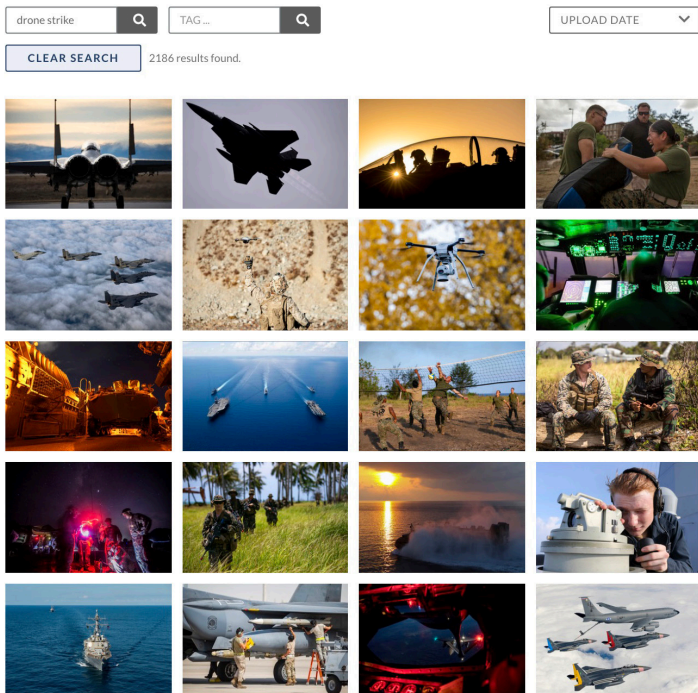 drone strike
TAG ...
UPLOAD DATE
CLEAR SEARCH
2186 results found.